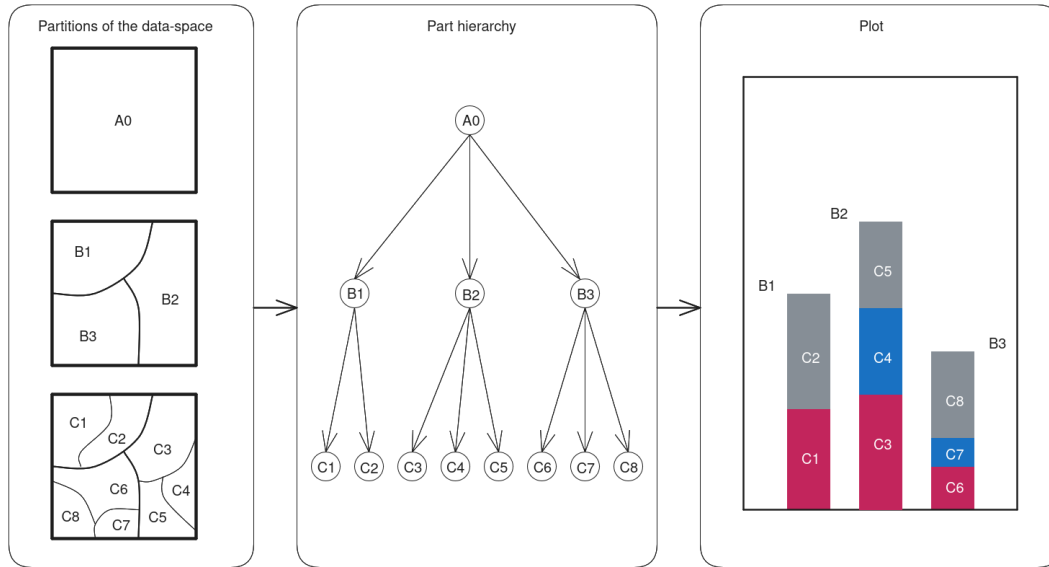 Partitions of the data-space
A0
B1
B2
B3
C1
C2
C3
C6
C4
C8
C7
C5
Part hierarchy
A0
B1
B2
B3
C1
C2
C3
C4
C5
C6
C7
C8
Plot
B2
B1
C5
B3
C2
C4
C8
C3
C1
C7
C6